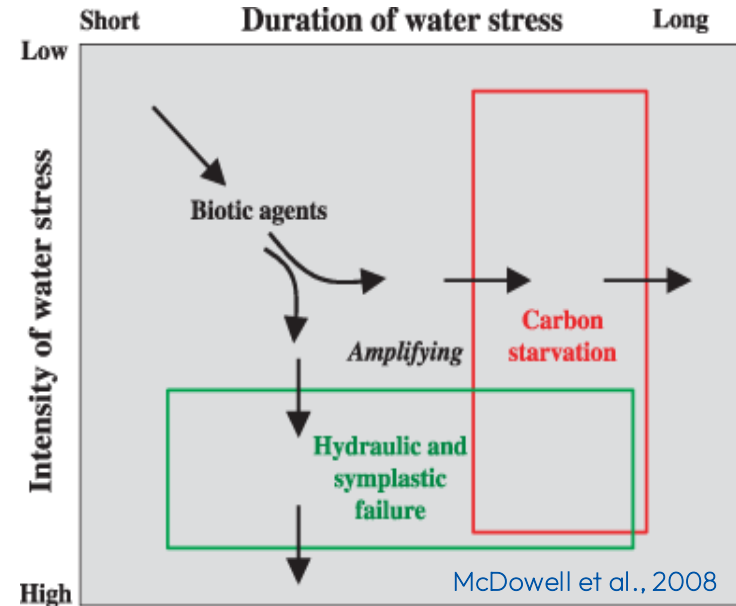 Short Duration of water stress Long
Low
Intensity of water stress
Biotic agents
Amplifying
Carbon
starvation
Hydraulic and
symplastic
failure
High
McDowell et al., 2008